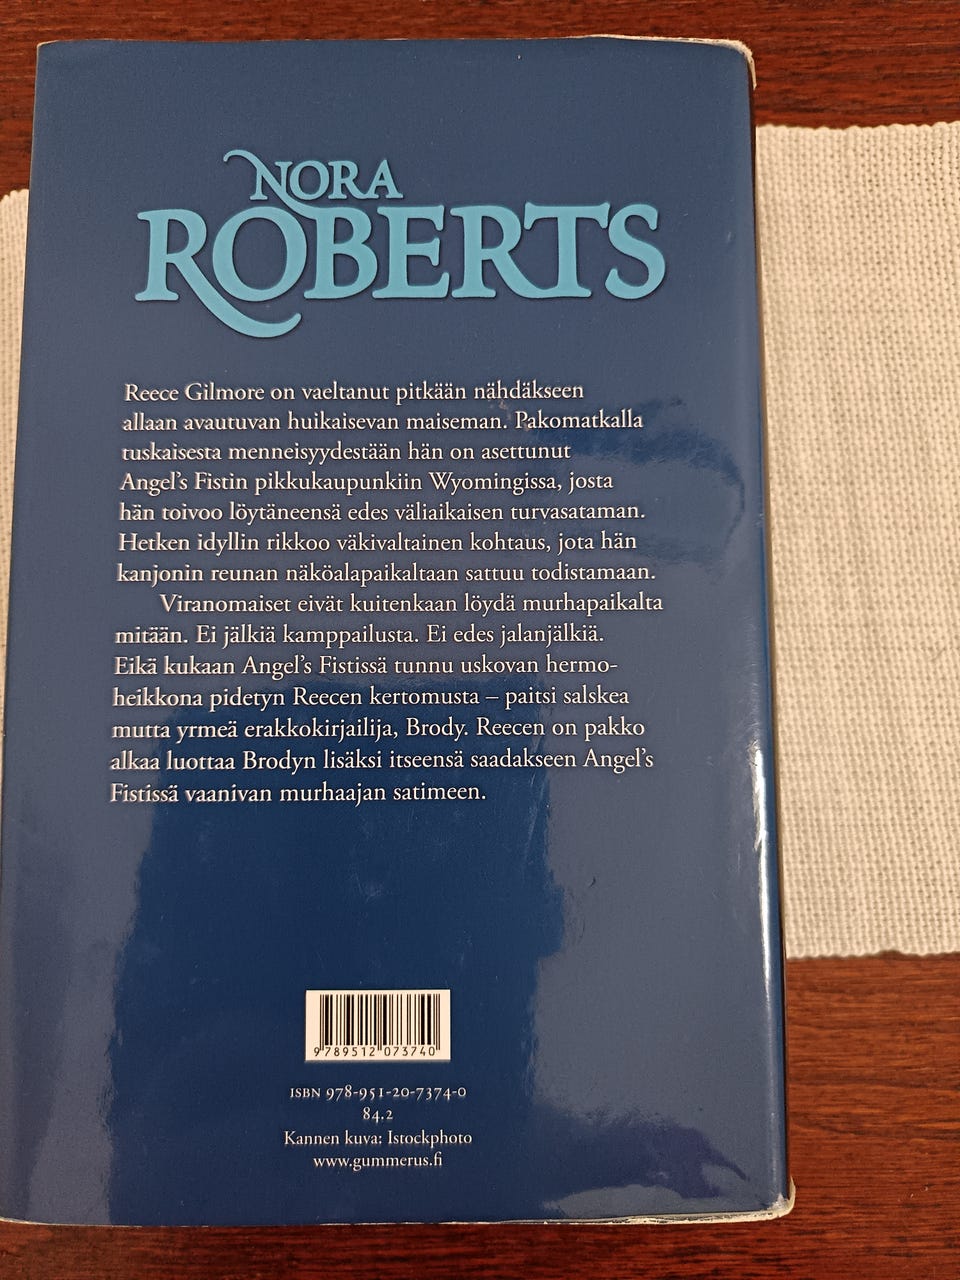 NORA
ROBERTS
Reece Gilmore on vaeltanut pitkään nähdäkseen
allaan avautuvan huikaisevan maiseman. Pakomatkalla
tuskaisesta menneisyydestään hän on asettunut
Angel's Fistin pikkukaupunkiin Wyomingissa, josta
hän toivoo löytäneensä edes väliaikaisen turvasataman.
Hetken idyllin rikkoo väkivaltainen kohtaus, jota hän
kanjonin reunan näköalapaikaltaan sattuu todistamaan.
Viranomaiset eivät kuitenkaan löydä murhapaikalta
mitään. Ei jälkiä kamppailusta. Ei edes jalanjälkiä.
Eikä kukaan Angel's Fistissä tunnu uskovan hermo-
heikkona pidetyn Reecen kertomusta – paitsi salskea
mutta yrmeä erakkokirjailija, Brody. Reecen on pakko
alkaa luottaa Brodyn lisäksi itseensä saadakseen Angel's
Fistissä vaanivan murhaajan satimeen.
9789512073740
ISBN 978-951-20-7374-0
84.2
Kannen kuva: Istockphoto
www.gummerus.fi